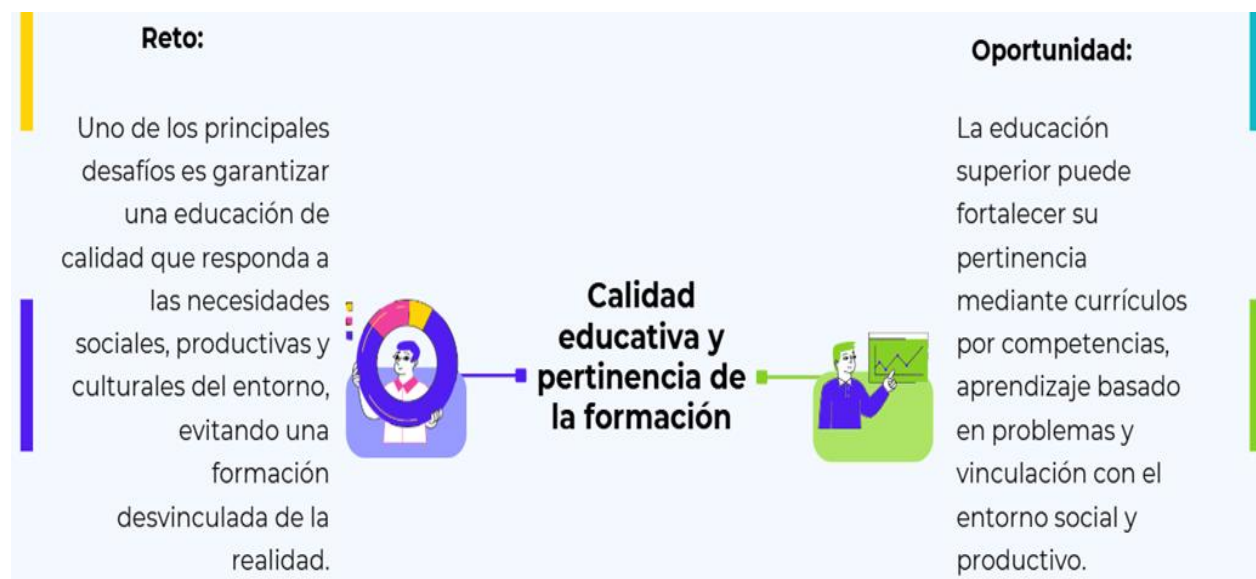 Reto:
Uno de los principales
desafíos es garantizar
una educación de
calidad que responda a
las necesidades
sociales, productivas y
culturales del entorno,
evitando una
formación
desvinculada de la
realidad.
Calidad
educativa y
pertinencia de
la formación
Oportunidad:
La educación
superior puede
fortalecer su
pertinencia
mediante currículos
por competencias,
aprendizaje basado
en problemas y
vinculación con el
entorno social y
productivo.